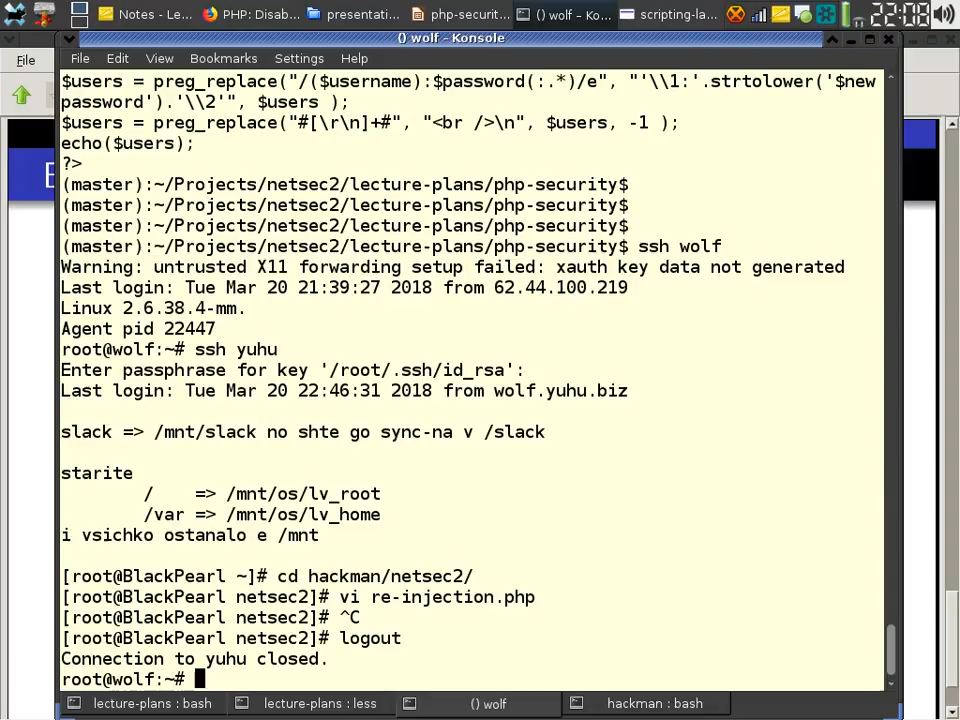 Notes - Le...
PHP: Disab...
presentati...
php-securit...
() wolf - Ko...
scripting-la...
22:08
() wolf - Konsole
File
File Edit View Bookmarks Settings Help
$users = preg_replace("/($username):$password(:.*)/e", "'\\1:'.strtolower('$new
password').'\\2'", $users );
$users = preg_replace("#[\r\n]+#", "<br />\n", $users, -1 );
echo($users);
?>
(master):~/Projects/netsec2/lecture-plans/php-security$
(master):~/Projects/netsec2/lecture-plans/php-security$
(master):~/Projects/netsec2/lecture-plans/php-security$
(master):~/Projects/netsec2/lecture-plans/php-security$ ssh wolf
Warning: untrusted X11 forwarding setup failed: xauth key data not generated
Last login: Tue Mar 20 21:39:27 2018 from 62.44.100.219
Linux 2.6.38.4-mm.
Agent pid 22447
root@wolf:~# ssh yuhu
Enter passphrase for key '/root/.ssh/id_rsa':
Last login: Tue Mar 20 22:46:31 2018 from wolf.yuhu.biz
slack => /mnt/slack no shte go sync-na v /slack
starite
/ => /mnt/os/lv_root
/var => /mnt/os/lv_home
i vsichko ostanalo e /mnt
[root@BlackPearl ~]# cd hackman/netsec2/
[root@BlackPearl netsec2]# vi re-injection.php
[root@BlackPearl netsec2]# ^C
[root@BlackPearl netsec2]# logout
Connection to yuhu closed.
root@wolf:~#
lecture-plans : bash
lecture-plans : less
() wolf
hackman : bash